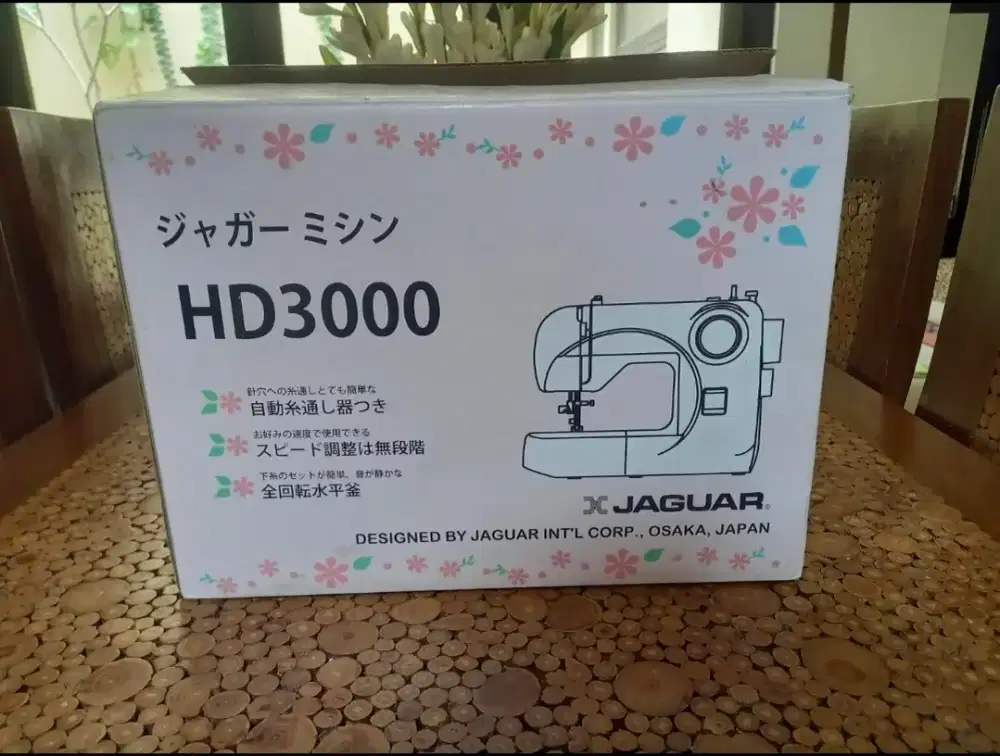 ジャガー ミシン
HD3000
針穴への糸通しとても簡単な
自動糸通し器つき
お好みの速度で使用できる
スピード調整は無段階
下糸のセットが簡単、音が静かな
全回転水平釜
JAGUAR®
DESIGNED BY JAGUAR INT'L CORP., OSAKA, JAPAN